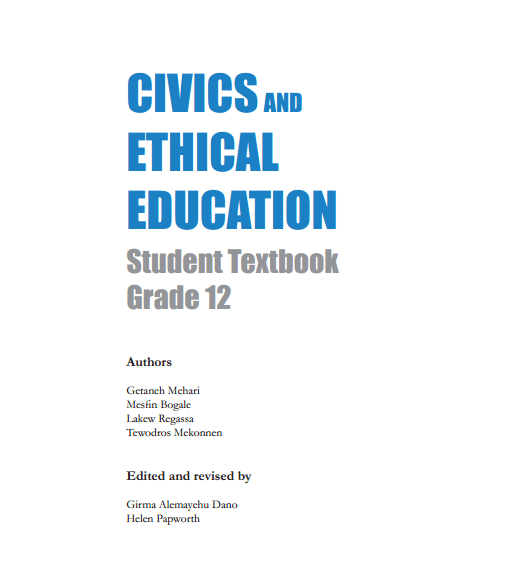 CIVICS AND
ETHICAL
EDUCATION
Student Textbook
Grade 12
Authors
Getaneh Mehari
Mesfin Bogale
Lakew Regassa
Tewodros Mekonnen
Edited and revised by
Girma Alemayehu Dano
Helen Papworth